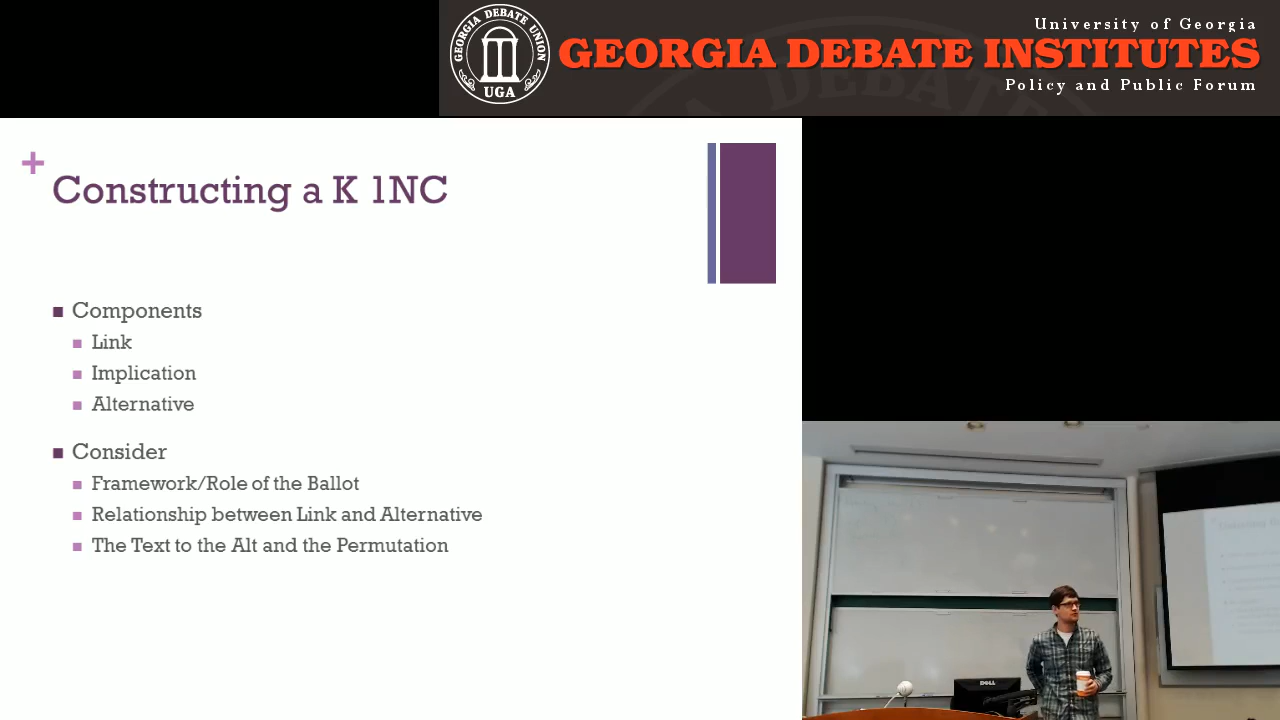 GEORGIA DEBATE UNION
UGA
University of Georgia
GEORGIA DEBATE INSTITUTES
Policy and Public Forum
+
Constructing a K 1NC
Components
Link
Implication
Alternative
Consider
Framework/Role of the Ballot
Relationship between Link and Alternative
The Text to the Alt and the Permutation
DELL